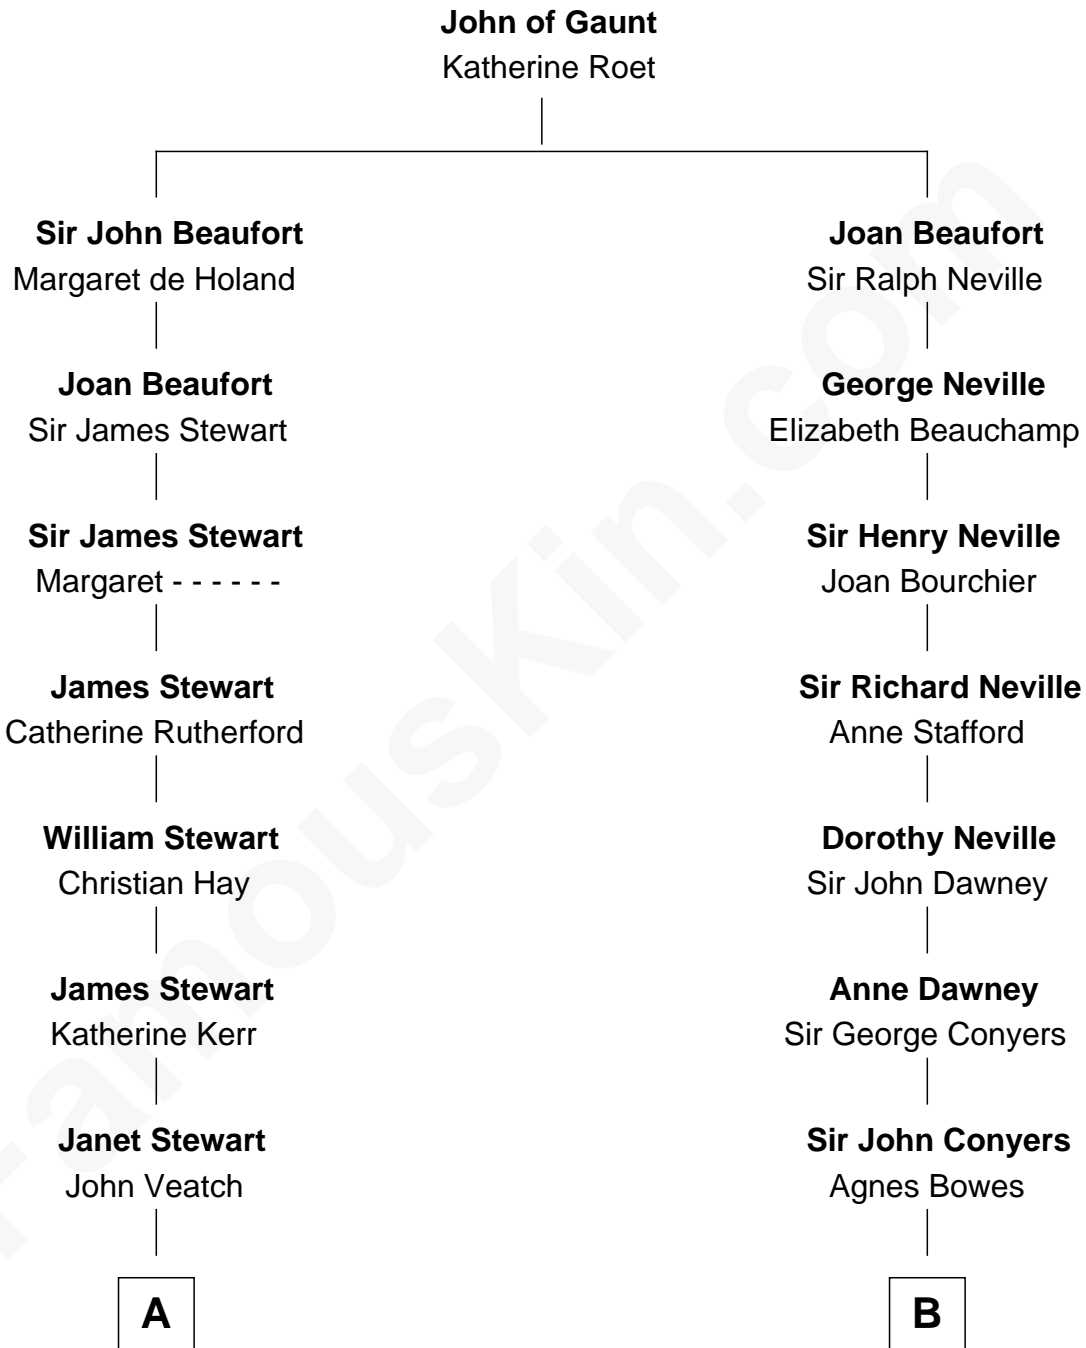 John of Gaunt
Katherine Roet
Sir John Beaufort
Margaret de Holand
Joan Beaufort
Sir James Stewart
Sir James Stewart
Margaret - - - - - -
James Stewart
Catherine Rutherford
William Stewart
Christian Hay
James Stewart
Katherine Kerr
Janet Stewart
John Veatch
A
Joan Beaufort
Sir Ralph Neville
George Neville
Elizabeth Beauchamp
Sir Henry Neville
Joan Bourchier
Sir Richard Neville
Anne Stafford
Dorothy Neville
Sir John Dawney
Anne Dawney
Sir George Conyers
Sir John Conyers
Agnes Bowes
B
FamousKin.com